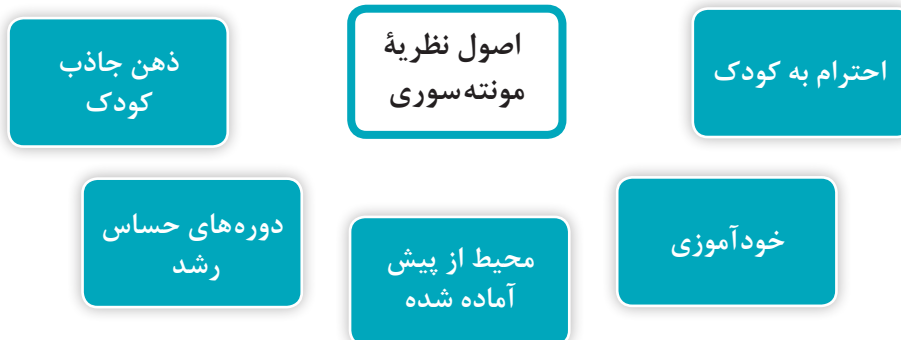 اصول نظریهٔ
مونته‌سوری
احترام به کودک
خودآموزی
محیط از پیش
آماده شده
دوره‌های حساس
رشد
ذهن جاذب
کودک